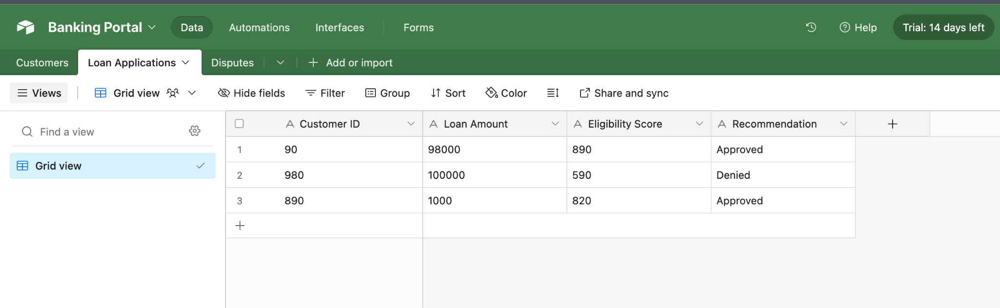 Banking Portal Data Automations Interfaces Forms Help Trial: 14 days left
Customers Loan Applications Disputes Add or import
Views Grid view Hide fields Filter Group Sort Color Share and sync
Find a view
Grid view
Customer ID Loan Amount Eligibility Score Recommendation
1 90 98000 890 Approved
2 980 100000 590 Denied
3 890 1000 820 Approved